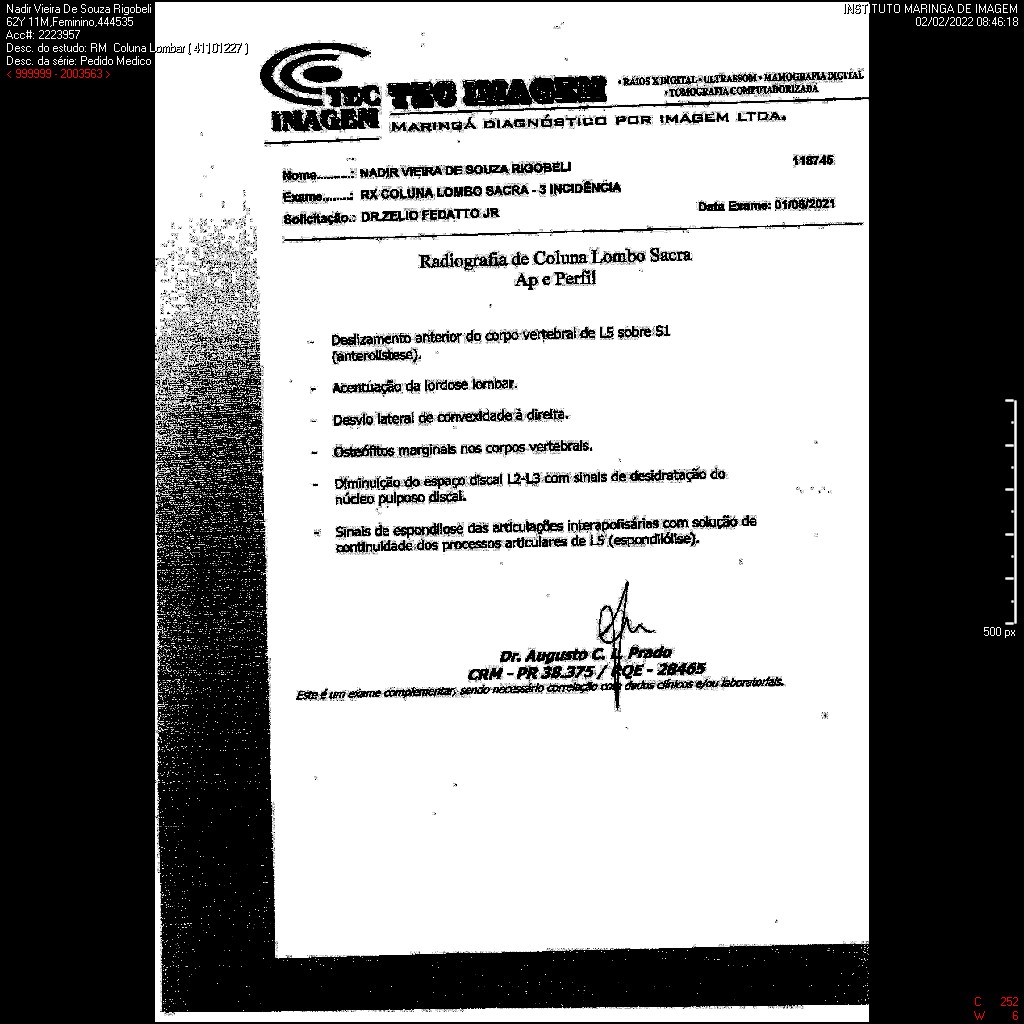 Nadir Vieira De Souza Rigobeli
62Y 11M,Feminino,444535
Acc#: 2223957
Desc. do estudo: RM Coluna Lombar ( 41101227 )
Desc. da série: Pedido Medico
< 999999 - 2003563 >
INSTITUTO MARINGA DE IMAGEM
02/02/2022 08:46:18
TEC
IMAGEM
TEC IMAGEM
• RAIOS X DIGITAL • ULTRASSOM • MAMOGRAFIA DIGITAL
• TOMOGRAFIA COMPUTADORIZADA
MARINGÁ DIAGNÓSTICO POR IMAGEM LTDA.
Nome..........: NADIR VIEIRA DE SOUZA RIGOBELI
118745
Exame........: RX COLUNA LOMBO SACRA - 3 INCIDÊNCIA
Solicitação.: DR.ZELIO FEDATTO JR
Data Exame: 01/06/2021
Radiografia de Coluna Lombo Sacra
Ap e Perfil
- Deslizamento anterior do corpo vertebral de L5 sobre S1
(anterolistese).
- Acentuação da lordose lombar.
- Desvio lateral de convexidade à direita.
- Osteófitos marginais nos corpos vertebrais.
- Diminuição do espaço discal L2-L3 com sinais de desidratação do
núcleo pulposo discal.
- Sinais de espondilose das articulações interapofisárias com solução de
continuidade dos processos articulares de L5 (espondilólise).
Dr. Augusto C. L. Prado
CRM - PR 38.375 / RQE - 28465
Este é um exame complementar, sendo necessário correlação com dados clínicos e/ou laboratoriais.
500 px
C 252
W 6